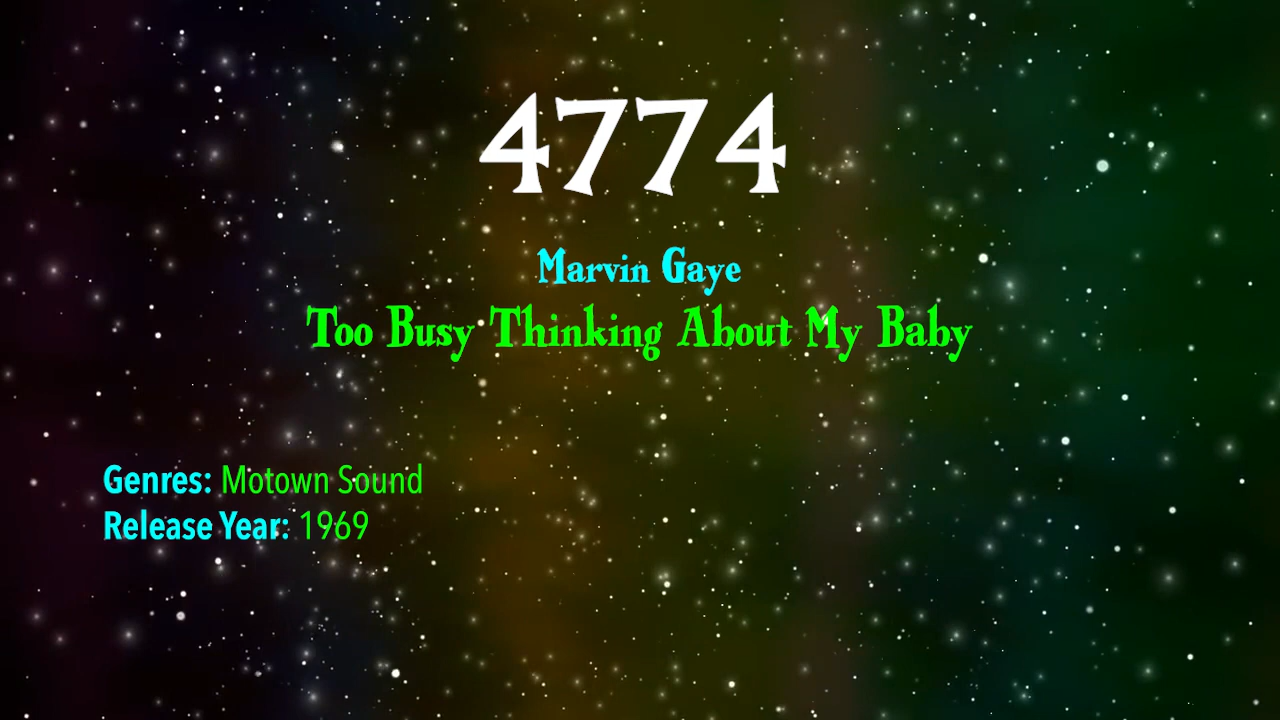 4774
Marvin Gaye
Too Busy Thinking About My Baby
Genres: Motown Sound
Release Year: 1969